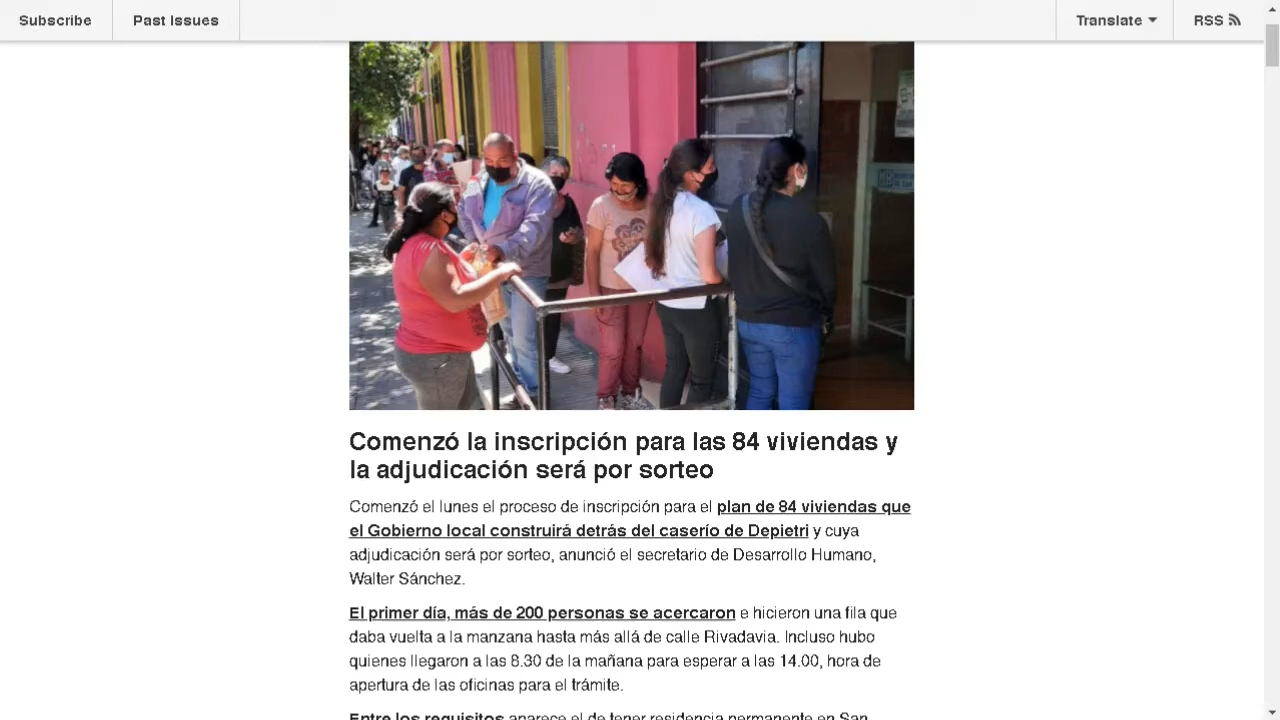 Subscribe
Past Issues
Translate
RSS
Comenzó la inscripción para las 84 viviendas y
la adjudicación será por sorteo
Comenzó el lunes el proceso de inscripción para el plan de 84 viviendas que
el Gobierno local construirá detrás del caserío de Depietri y cuya
adjudicación será por sorteo, anunció el secretario de Desarrollo Humano,
Walter Sánchez.
El primer día, más de 200 personas se acercaron e hicieron una fila que
daba vuelta a la manzana hasta más allá de calle Rivadavia. Incluso hubo
quienes llegaron a las 8.30 de la mañana para esperar a las 14.00, hora de
apertura de las oficinas para el trámite.
Entre los requisitos aparece el de tener residencia permanente en San